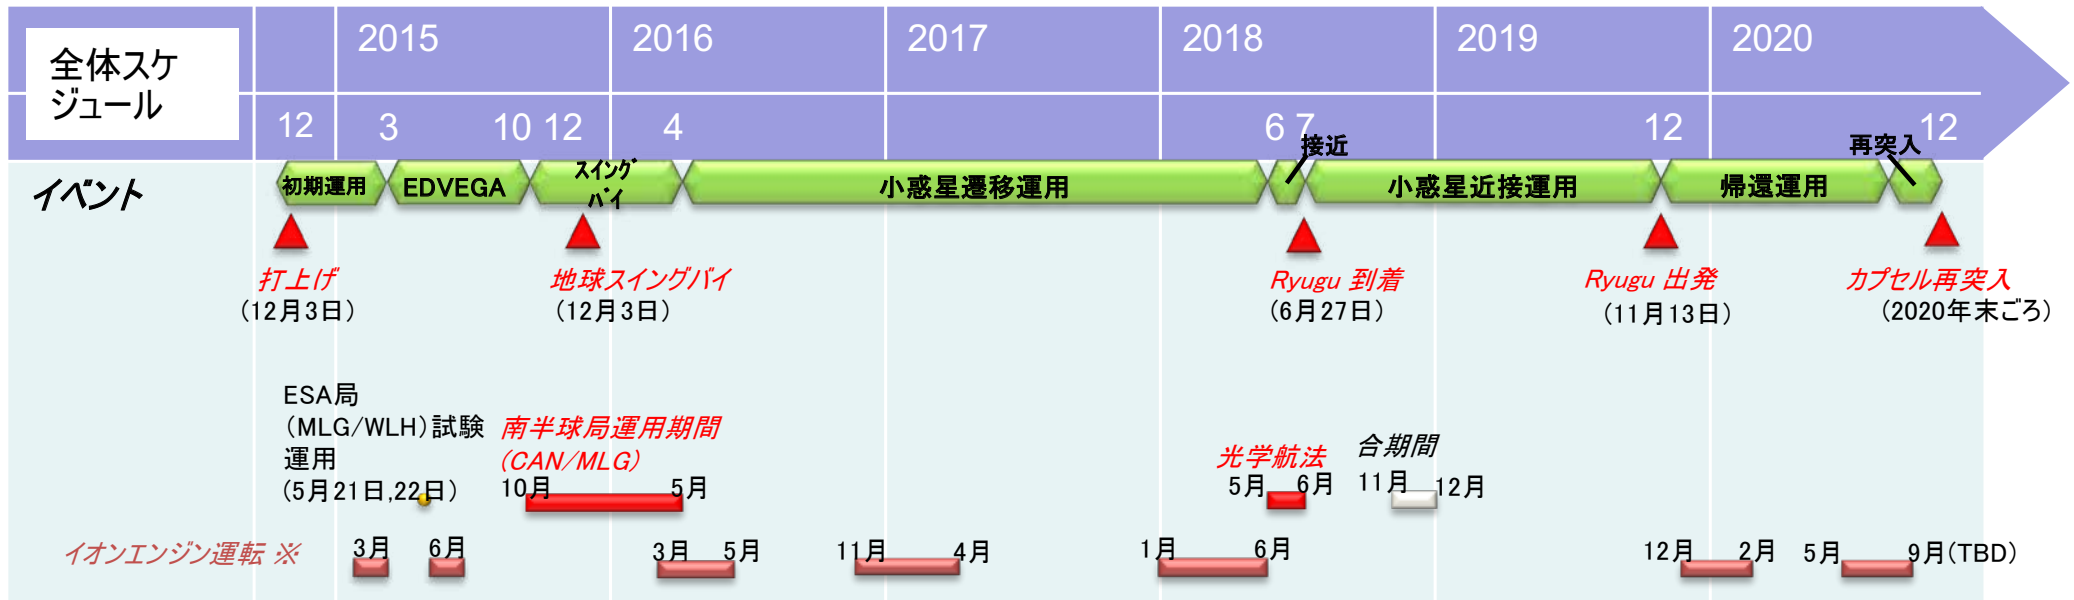 全体スケ
ジュール
2015 2016 2017 2018 2019 2020
12 3 10 12 4 6 7 12 12
イベント
初期運用 EDVEGA スイング
バイ 小惑星遷移運用 接近 小惑星近接運用 帰還運用 再突入
打上げ
(12月3日)
地球スイングバイ
(12月3日)
Ryugu 到着
(6月27日)
Ryugu 出発
(11月13日)
カプセル再突入
(2020年末ごろ)
ESA局
(MLG/WLH)試験
運用
(5月21日,22日)
南半球局運用期間
(CAN/MLG)
10月 5月
光学航法
5月 6月
合期間
11月 12月
イオンエンジン運転 ※
3月 6月 3月 5月 11月 4月 1月 6月 12月 2月 5月 9月(TBD)